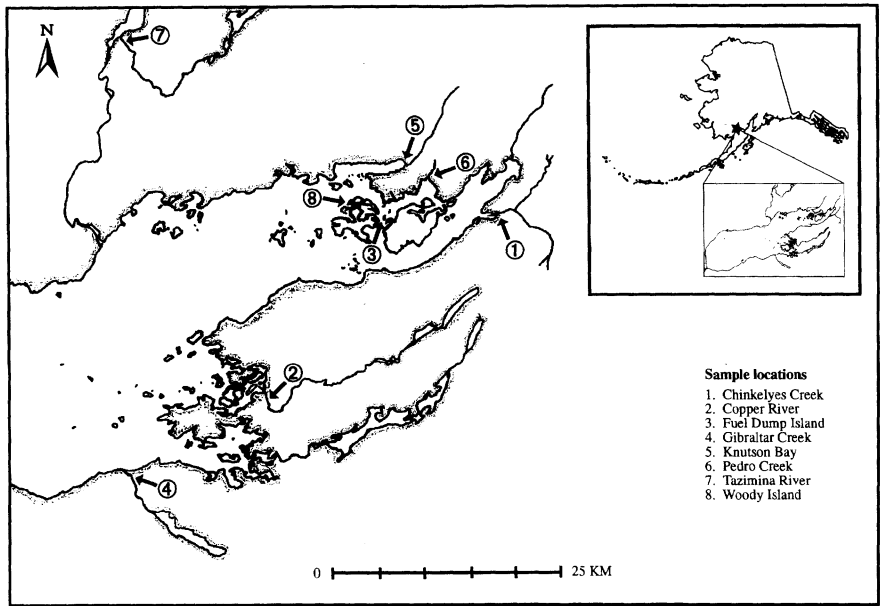 N
⑦
⑤
⑥
⑧
③
①
②
④
Sample locations
1. Chinkelyes Creek
2. Copper River
3. Fuel Dump Island
4. Gibraltar Creek
5. Knutson Bay
6. Pedro Creek
7. Tazimina River
8. Woody Island
0 25 KM